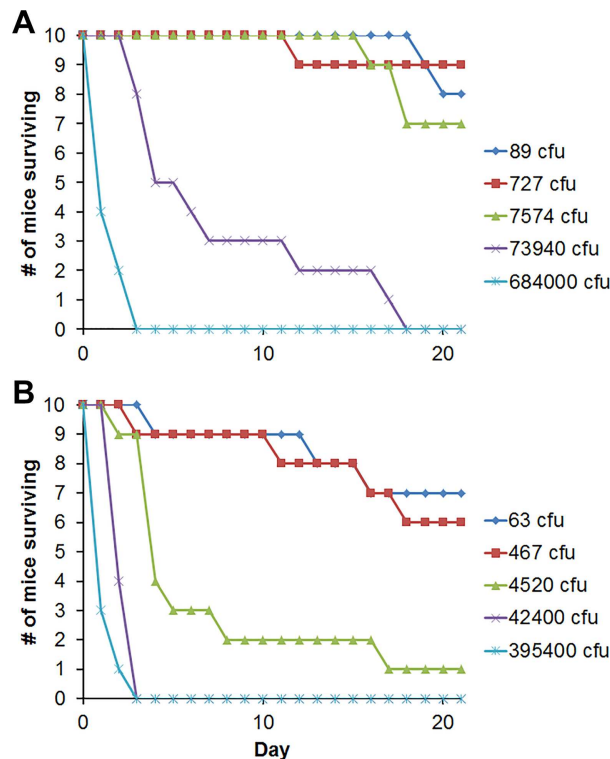 A
10
9
8
7
6
5
4
3
2
1
0
# of mice surviving
0 10 20
89 cfu
727 cfu
7574 cfu
73940 cfu
684000 cfu
B
10
9
8
7
6
5
4
3
2
1
0
# of mice surviving
0 10 20
Day
63 cfu
467 cfu
4520 cfu
42400 cfu
395400 cfu